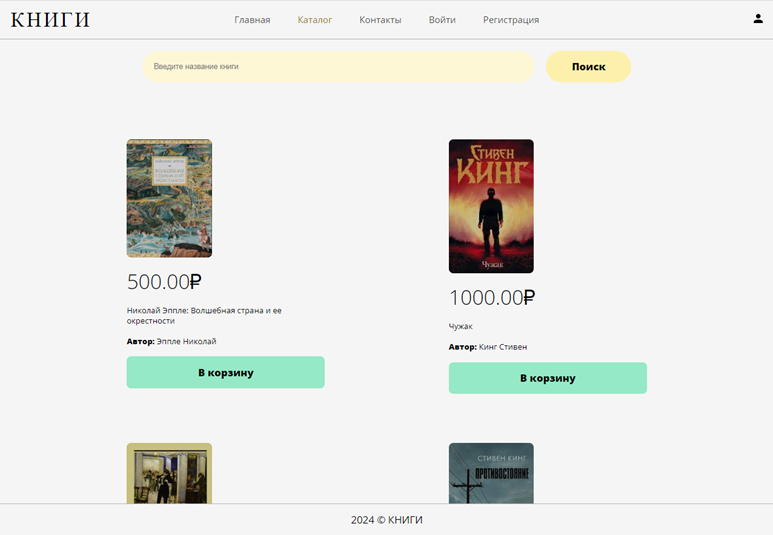 КНИГИ
Главная
Каталог
Контакты
Войти
Регистрация
Введите название книги
Поиск
500.00₽
Николай Эппле: Волшебная страна и ее
окрестности
Автор: Эппле Николай
В корзину
СТИВЕН
КИНГ
Чужак
1000.00₽
Чужак
Автор: Кинг Стивен
В корзину
СТИВЕН КИНГ
ПРОТИВОСТОЯНИЕ
2024 © КНИГИ